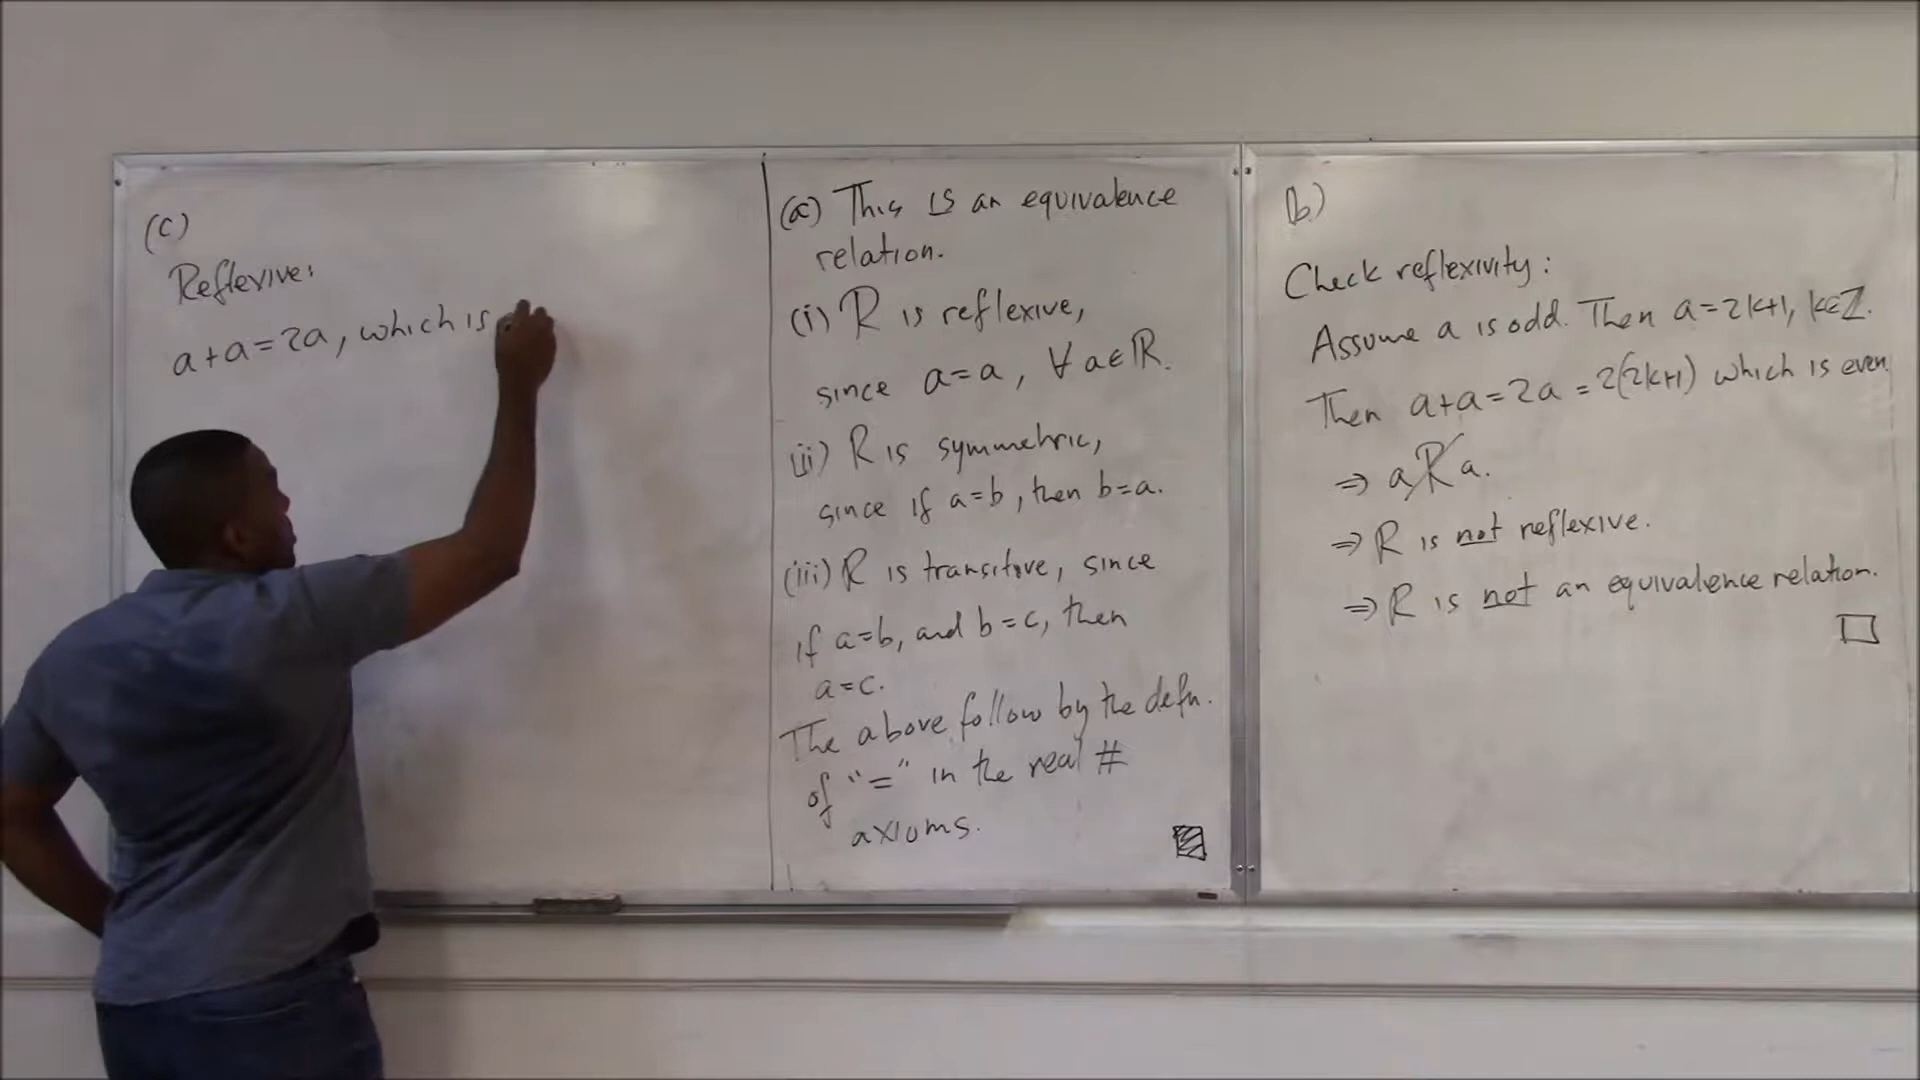 (c)
Reflexive:
a+a=2a, which is
(a) This is an equivalence
relation.
(i) R is reflexive,
since a=a, ∀ a∈ℝ.
(ii) R is symmetric,
since if a=b, then b=a.
(iii) R is transitive, since
if a=b, and b=c, then
a=c.
The above follow by the defn.
of "=" in the real #
axioms.
(b)
Check reflexivity:
Assume a is odd. Then a=2k+1, k∈ℤ.
Then a+a=2a=2(2k+1) which is even.
⇒ a R̸ a.
⇒ R is not reflexive.
⇒ R is not an equivalence relation.